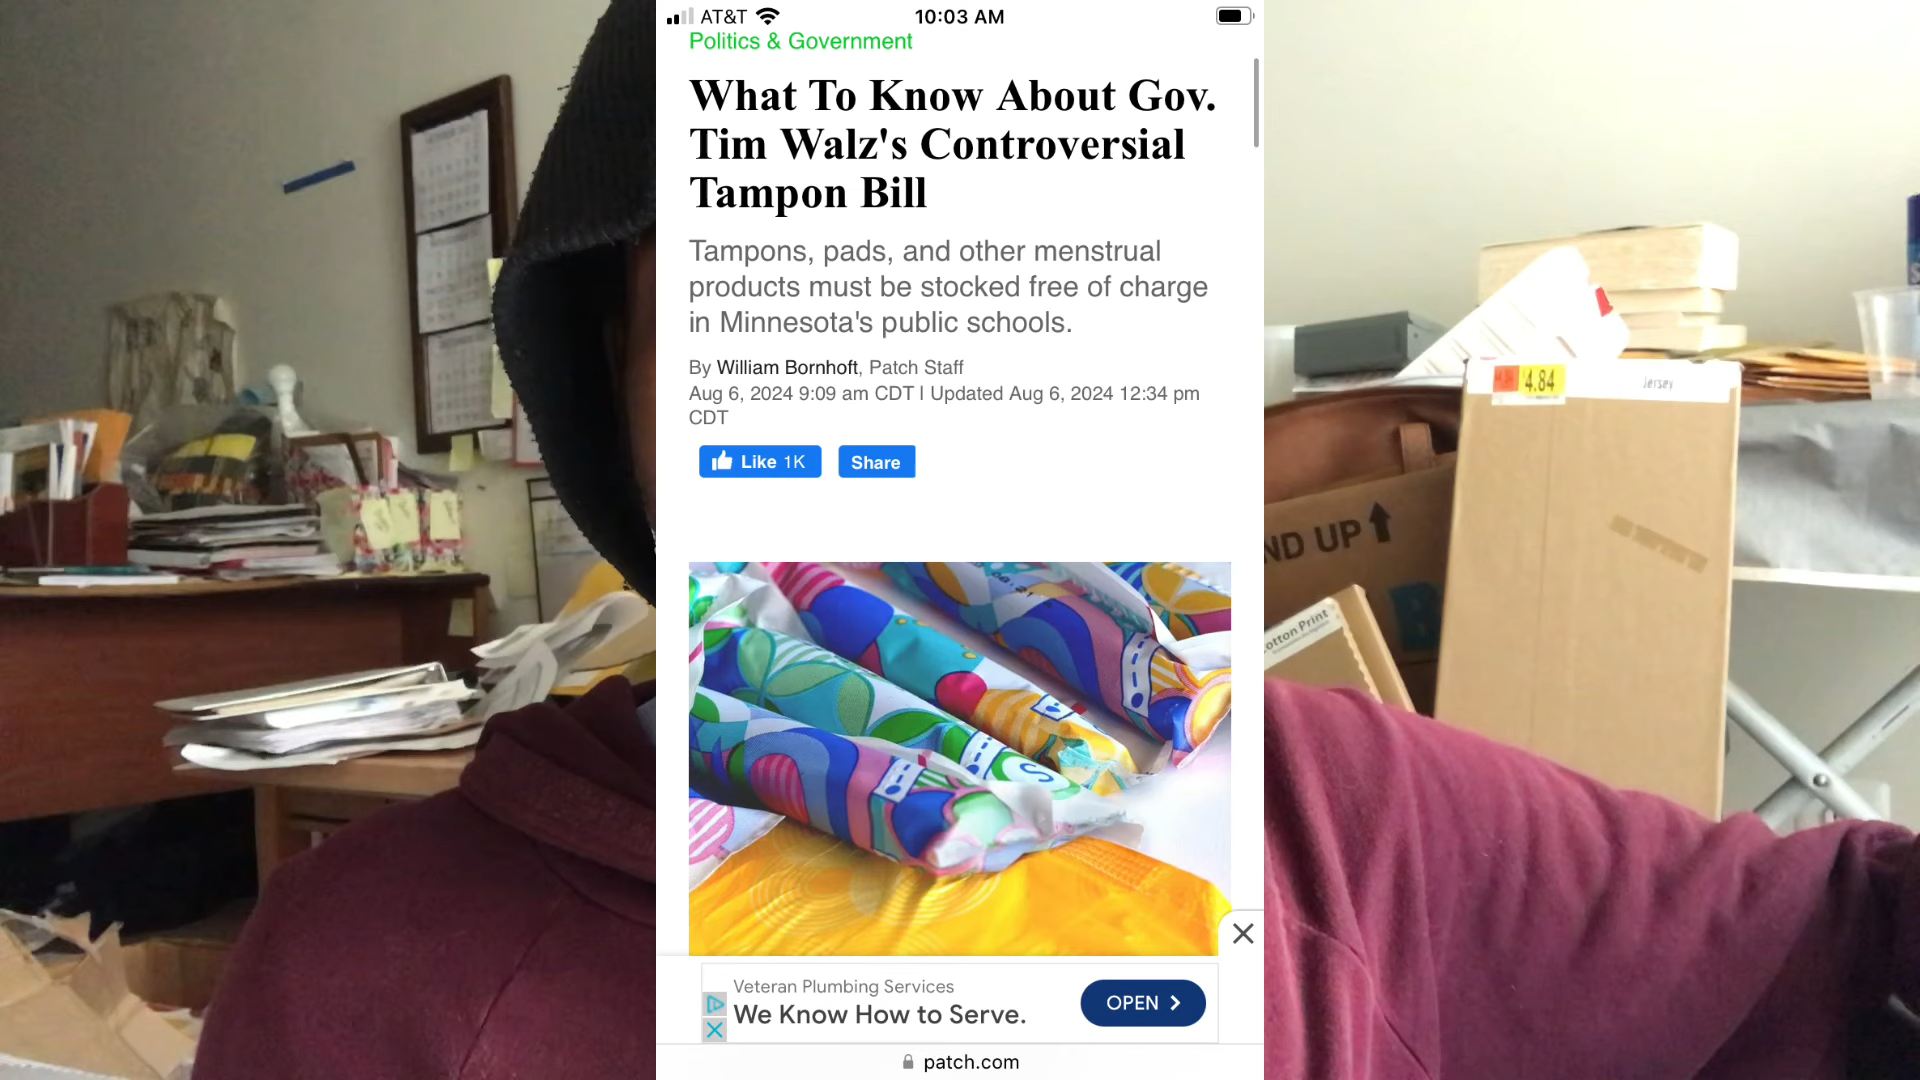 AT&T
10:03 AM
Politics & Government
What To Know About Gov.
Tim Walz's Controversial
Tampon Bill
Tampons, pads, and other menstrual
products must be stocked free of charge
in Minnesota's public schools.
By William Bornhoft, Patch Staff
Aug 6, 2024 9:09 am CDT | Updated Aug 6, 2024 12:34 pm
CDT
Like 1K
Share
Veteran Plumbing Services
We Know How to Serve.
OPEN
patch.com
4.84
Jersey
ND UP
otton Print